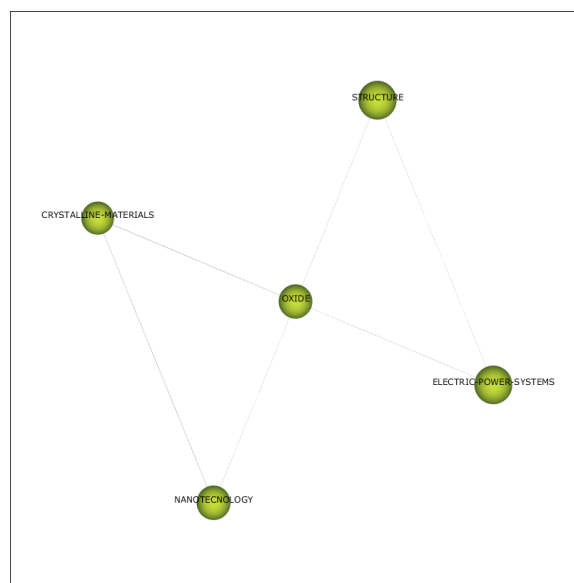 STRUCTURE
CRYSTALLINE-MATERIALS
OXIDE
ELECTRIC-POWER-SYSTEMS
NANOTECNOLOGY